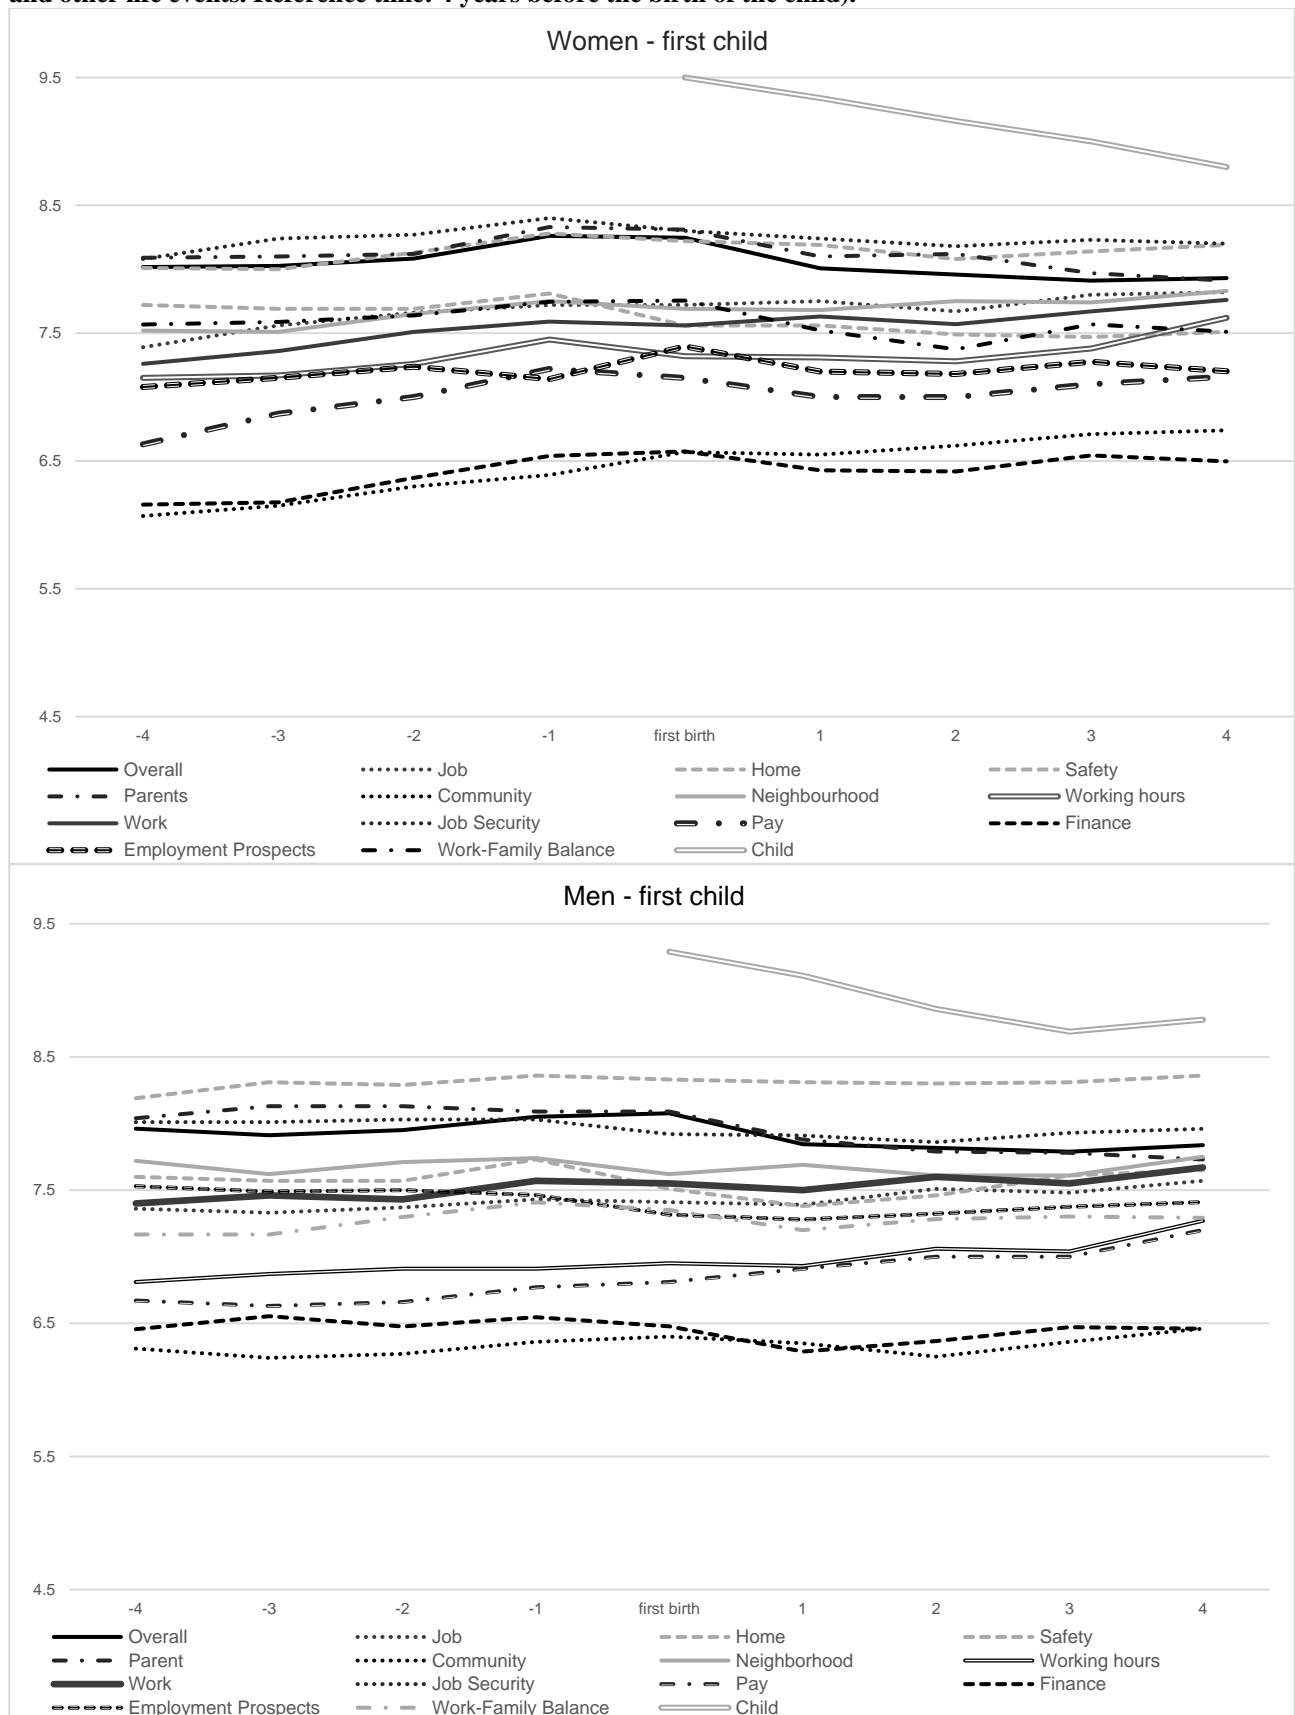 and other life events. Reference time: 4 years before the birth of the child).
Women - first child
9.5
8.5
7.5
6.5
5.5
4.5
-4 -3 -2 -1 first birth 1 2 3 4
Overall Job Home Safety
Parents Community Neighbourhood Working hours
Work Job Security Pay Finance
Employment Prospects Work-Family Balance Child
Men - first child
9.5
8.5
7.5
6.5
5.5
4.5
-4 -3 -2 -1 first birth 1 2 3 4
Overall Job Home Safety
Parent Community Neighborhood Working hours
Work Job Security Pay Finance
Employment Prospects Work-Family Balance Child